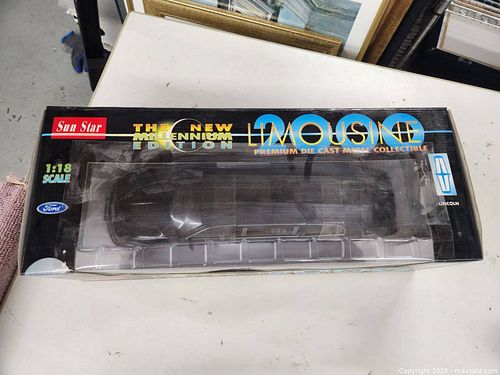 Sun Star
THE NEW
MILLENNIUM
EDITION
2000
LIMOUSINE
PREMIUM DIE CAST METAL COLLECTIBLE
1:18
SCALE
Ford
LINCOLN
Copyright 2025 - maxsold.com